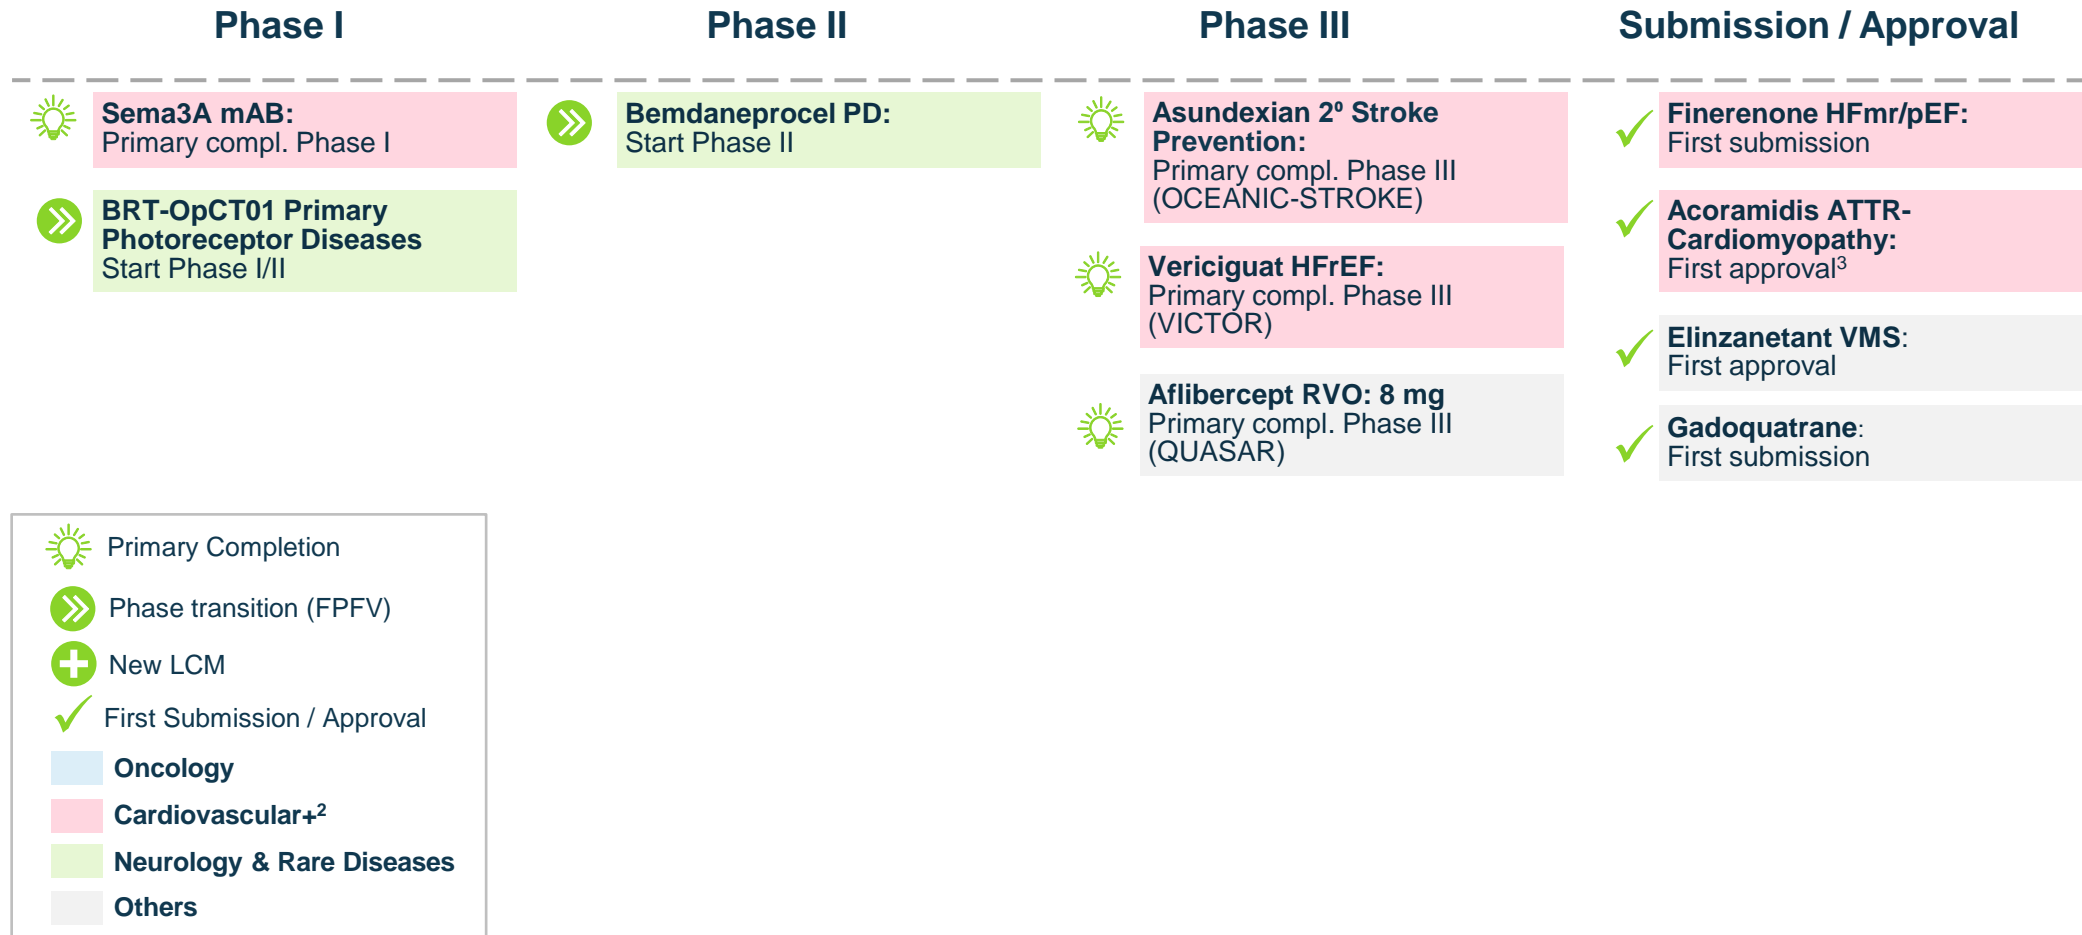 Phase I
Phase II
Phase III
Submission / Approval
Sema3A mAB:
Primary compl. Phase I
BRT-OpCT01 Primary
Photoreceptor Diseases
Start Phase I/II
Bemdaneprocel PD:
Start Phase II
Asundexian 2º Stroke
Prevention:
Primary compl. Phase III
(OCEANIC-STROKE)
Vericiguat HFrEF:
Primary compl. Phase III
(VICTOR)
Aflibercept RVO: 8 mg
Primary compl. Phase III
(QUASAR)
Finerenone HFmr/pEF:
First submission
Acoramidis ATTR-
Cardiomyopathy:
First approval³
Elinzanetant VMS:
First approval
Gadoquatrane:
First submission
Primary Completion
Phase transition (FPFV)
New LCM
First Submission / Approval
Oncology
Cardiovascular+²
Neurology & Rare Diseases
Others